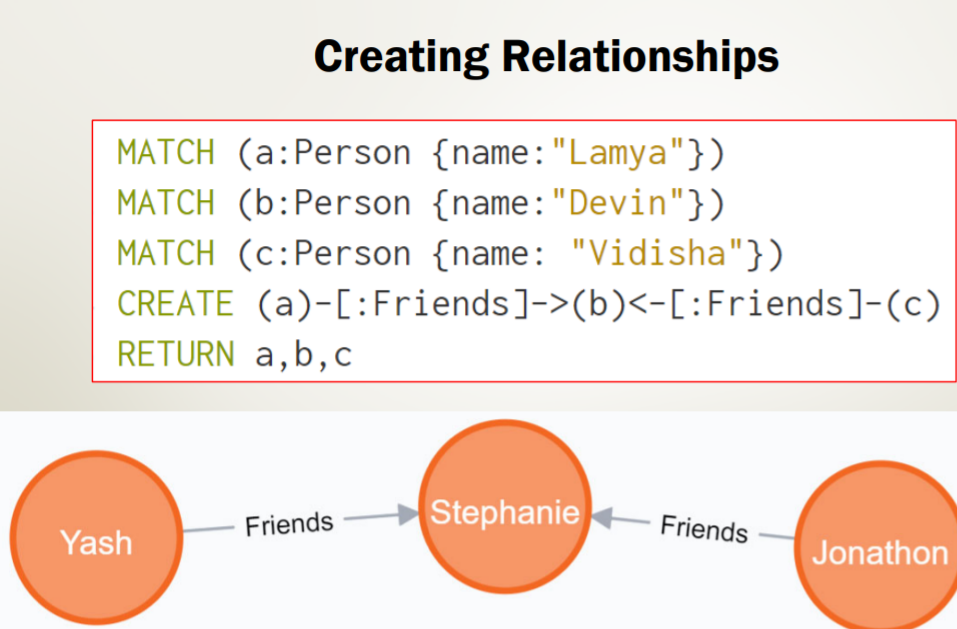 Creating Relationships
MATCH (a:Person {name:"Lamya"})
MATCH (b:Person {name:"Devin"})
MATCH (c:Person {name: "Vidisha"})
CREATE (a)-[:Friends]->(b)<-[:Friends]-(c)
RETURN a,b,c
Yash
Friends
Stephanie
Friends
Jonathon